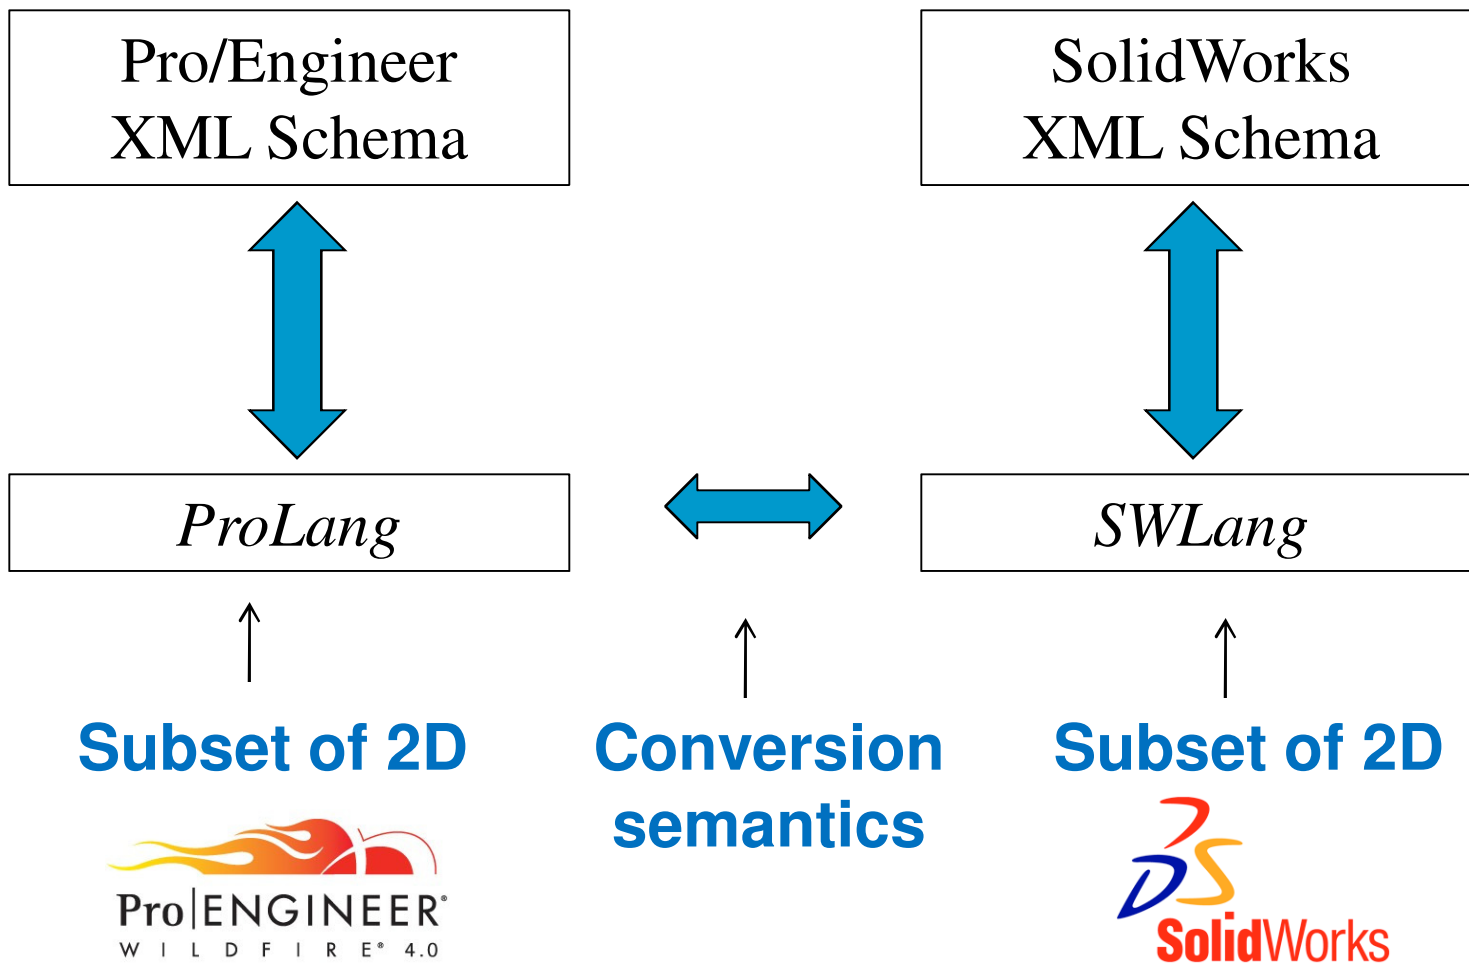 Pro/Engineer
XML Schema
SolidWorks
XML Schema
ProLang
SWLang
Subset of 2D
Conversion
semantics
Subset of 2D
Pro|ENGINEER®
WILDFIRE® 4.0
DS
SolidWorks